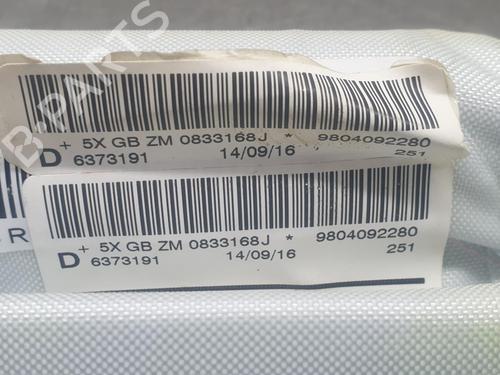 B-PARTS
+ 5X GB ZM 0833168J * 9804092280
D 6373191 14/09/16 251
R
+ 5X GB ZM 0833168J * 9804092280
D 6373191 14/09/16 251